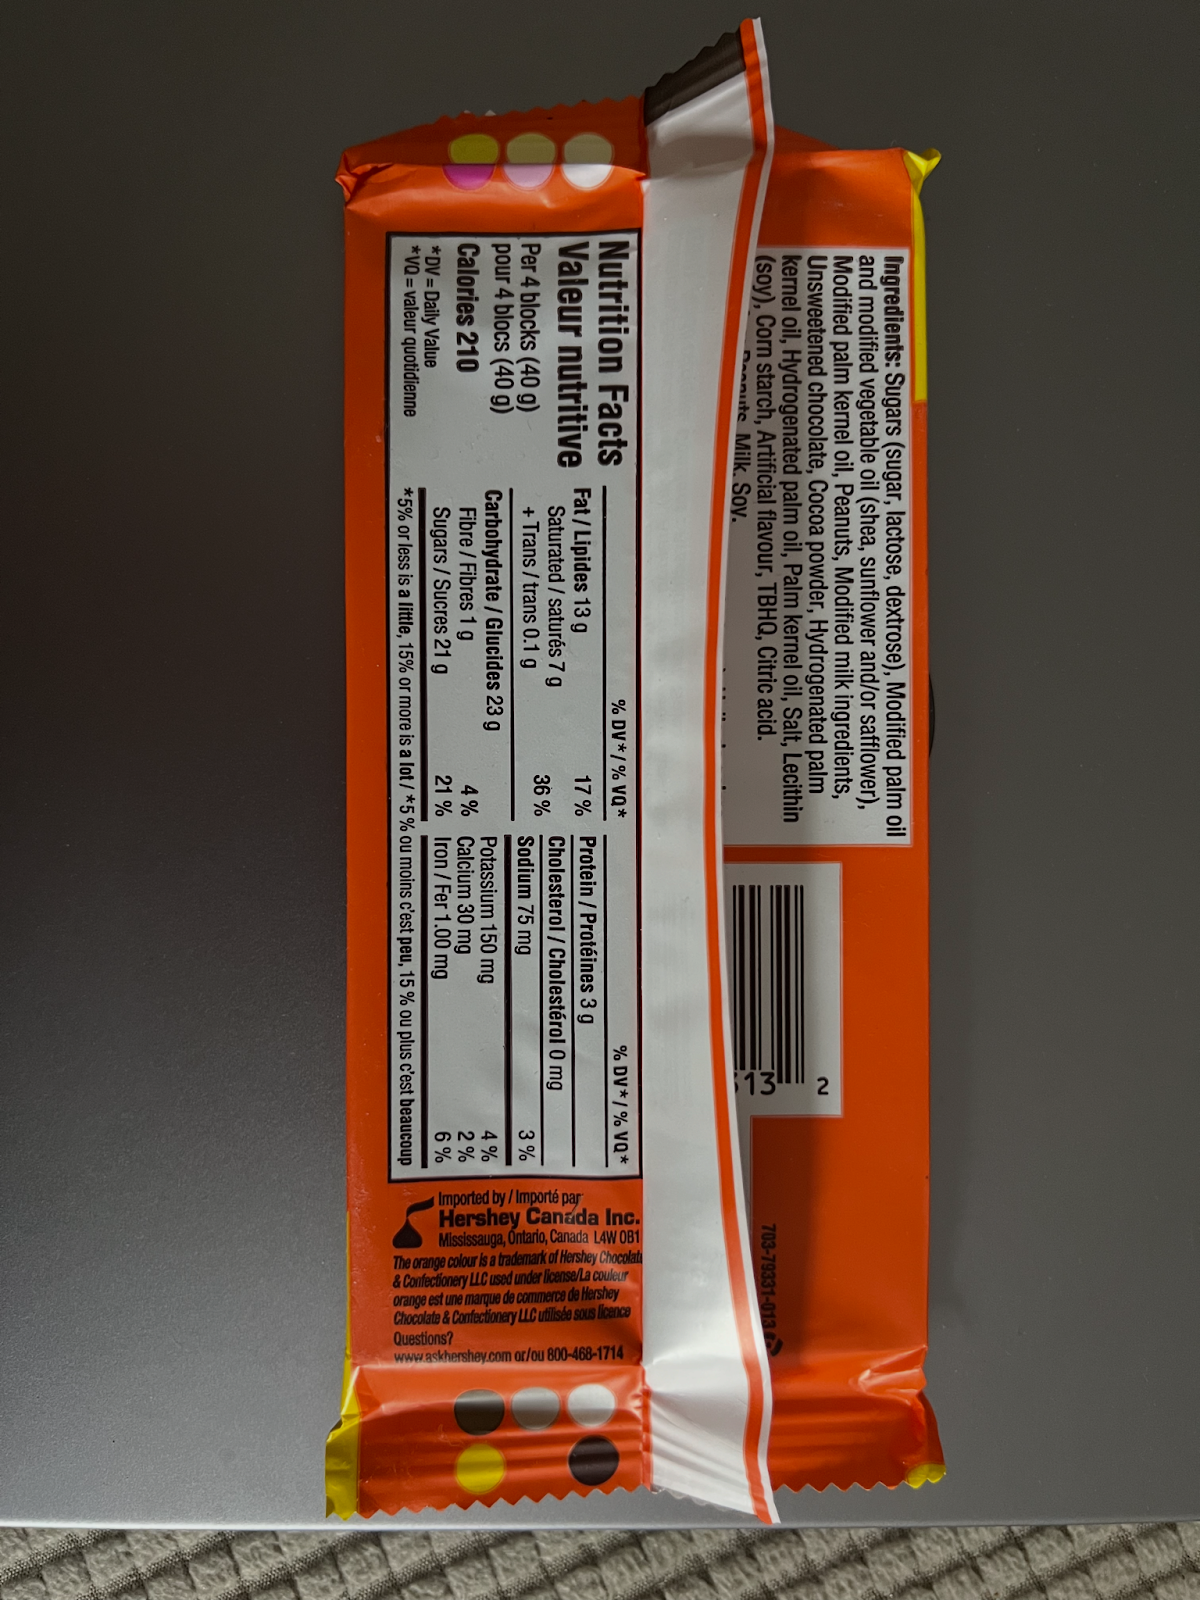 Ingredients: Sugars (sugar, lactose, dextrose), Modified palm oil
and modified vegetable oil (shea, sunflower and/or safflower),
Modified palm kernel oil, Peanuts, Modified milk ingredients,
Unsweetened chocolate, Cocoa powder, Hydrogenated palm
kernel oil, Hydrogenated palm oil, Palm kernel oil, Salt, Lecithin
(soy), Corn starch, Artificial flavour, TBHQ, Citric acid.
Peanuts, Milk, Soy.
2
13
703-79331-013
Nutrition Facts
Valeur nutritive
Per 4 blocks (40 g)
pour 4 blocs (40 g)
Calories 210
*DV = Daily Value
*VQ = valeur quotidienne
% DV* / % VQ*
Fat / Lipides 13 g 17 %
Saturated / saturés 7 g
+ Trans / trans 0.1 g 36 %
Carbohydrate / Glucides 23 g
Fibre / Fibres 1 g 4 %
Sugars / Sucres 21 g 21 %
% DV* / % VQ*
Protein / Protéines 3 g
Cholesterol / Cholestérol 0 mg
Sodium 75 mg 3 %
Potassium 150 mg 4 %
Calcium 30 mg 2 %
Iron / Fer 1.00 mg 6 %
*5% or less is a little, 15% or more is a lot / *5 % ou moins c'est peu, 15 % ou plus c'est beaucoup
Imported by / Importé par
Hershey Canada Inc.
Mississauga, Ontario, Canada L4W 0B1
The orange colour is a trademark of Hershey Chocolate
& Confectionery LLC used under license/La couleur
orange est une marque de commerce de Hershey
Chocolate & Confectionery LLC utilisée sous licence
Questions?
www.askhershey.com or/ou 800-468-1714